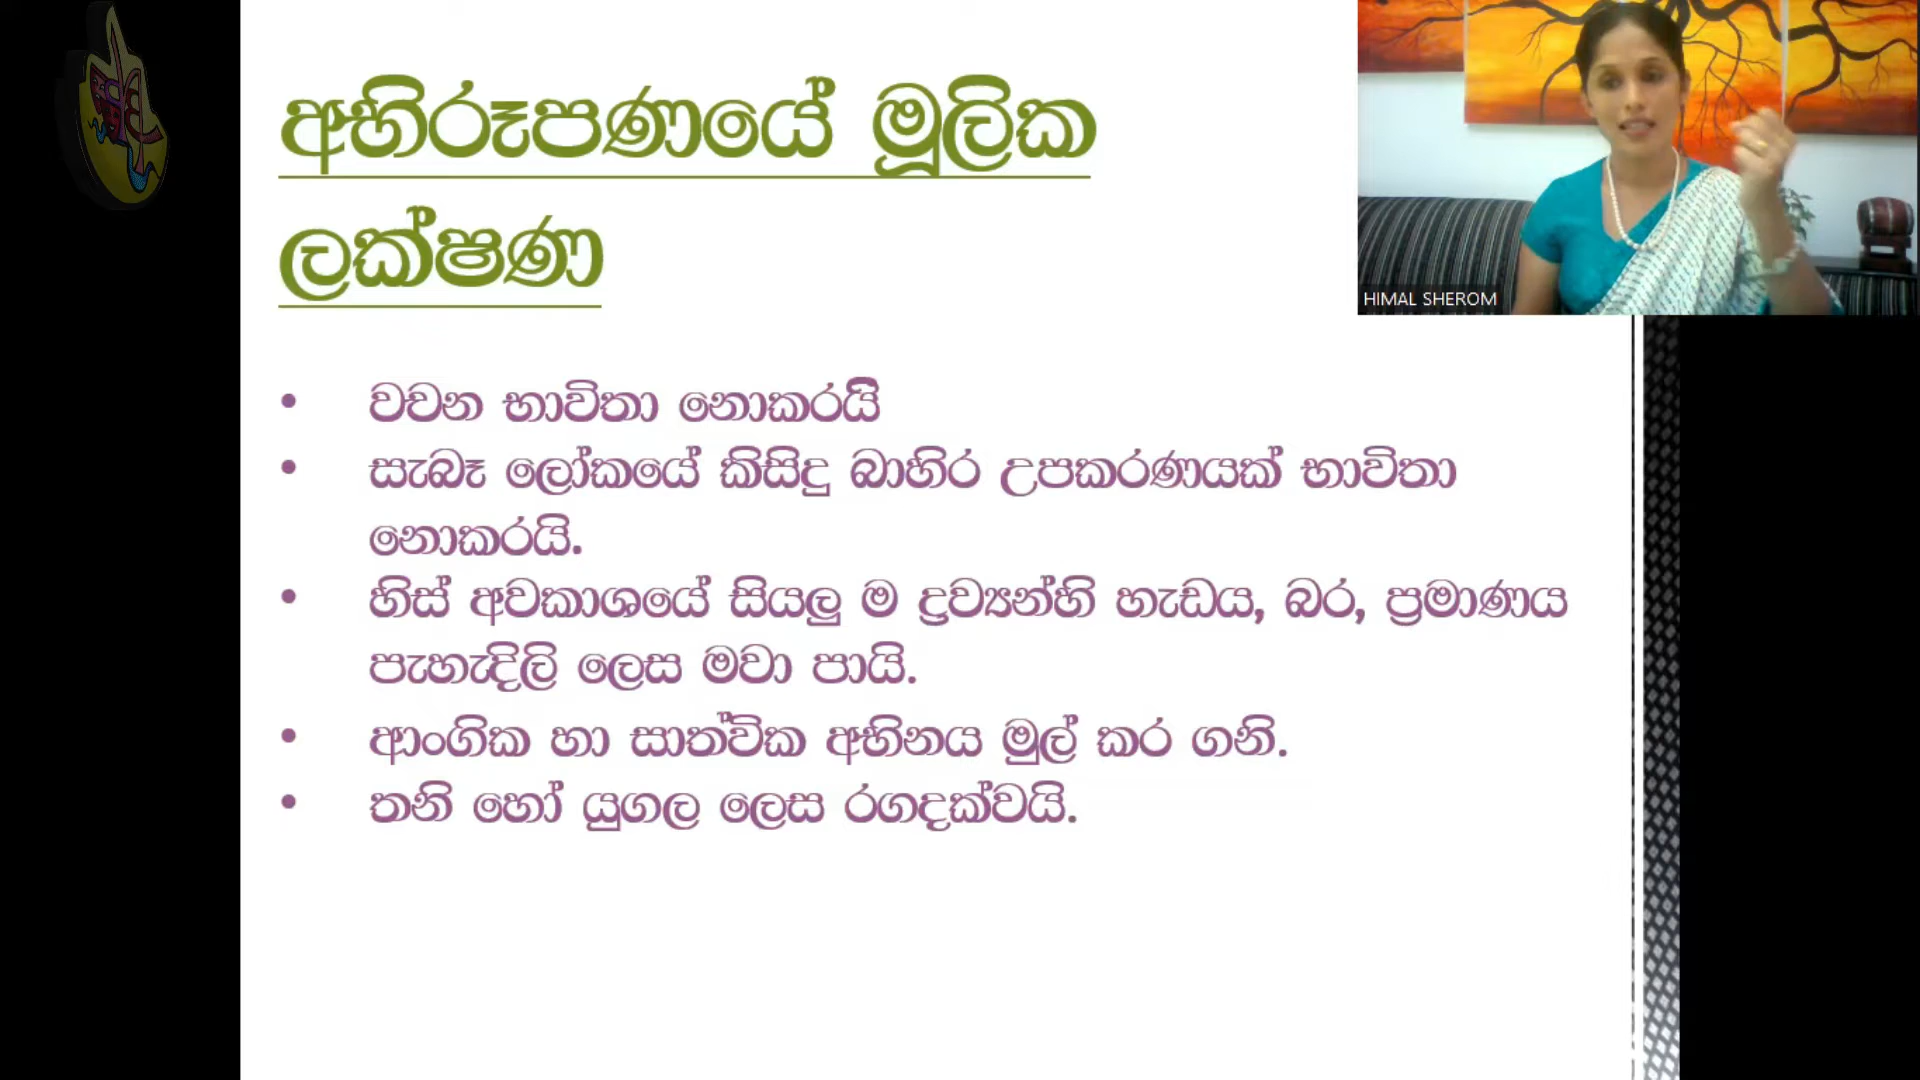 අභිරූපණයේ මූලික
ලක්ෂණ
HIMAL SHEROM
• වචන භාවිතා නොකරයි
• සැබෑ ලෝකයේ කිසිදු බාහිර උපකරණයක් භාවිතා
නොකරයි.
• හිස් අවකාශයේ සියලු ම ද්‍රව්‍යන්හි හැඩය, බර, ප්‍රමාණය
පැහැදිලි ලෙස මවා පායි.
• ආංගික හා සාත්වික අභිනය මුල් කර ගනි.
• තනි හෝ යුගල ලෙස රගදක්වයි.